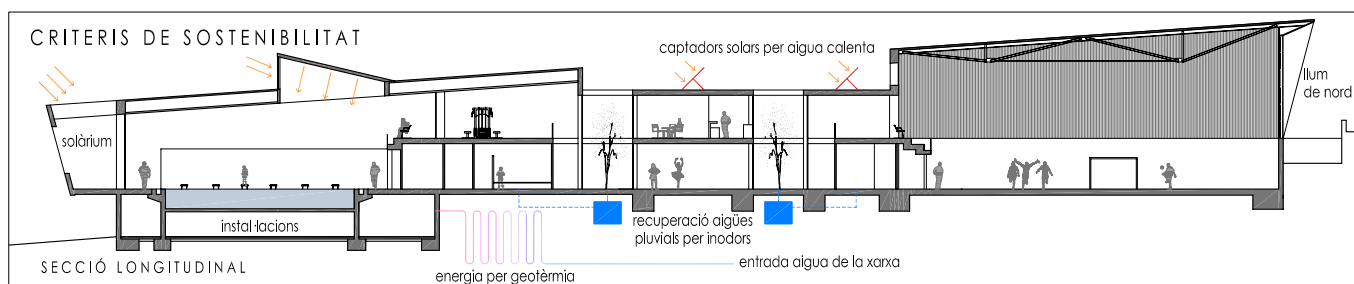 CRITERIS DE SOSTENIBILITAT
captadors solars per aigua calenta
llum
de nord
solàrium
instal·lacions
recuperació aigües
pluvials per inodors
SECCIÓ LONGITUDINAL
energia per geotèrmia
entrada aigua de la xarxa